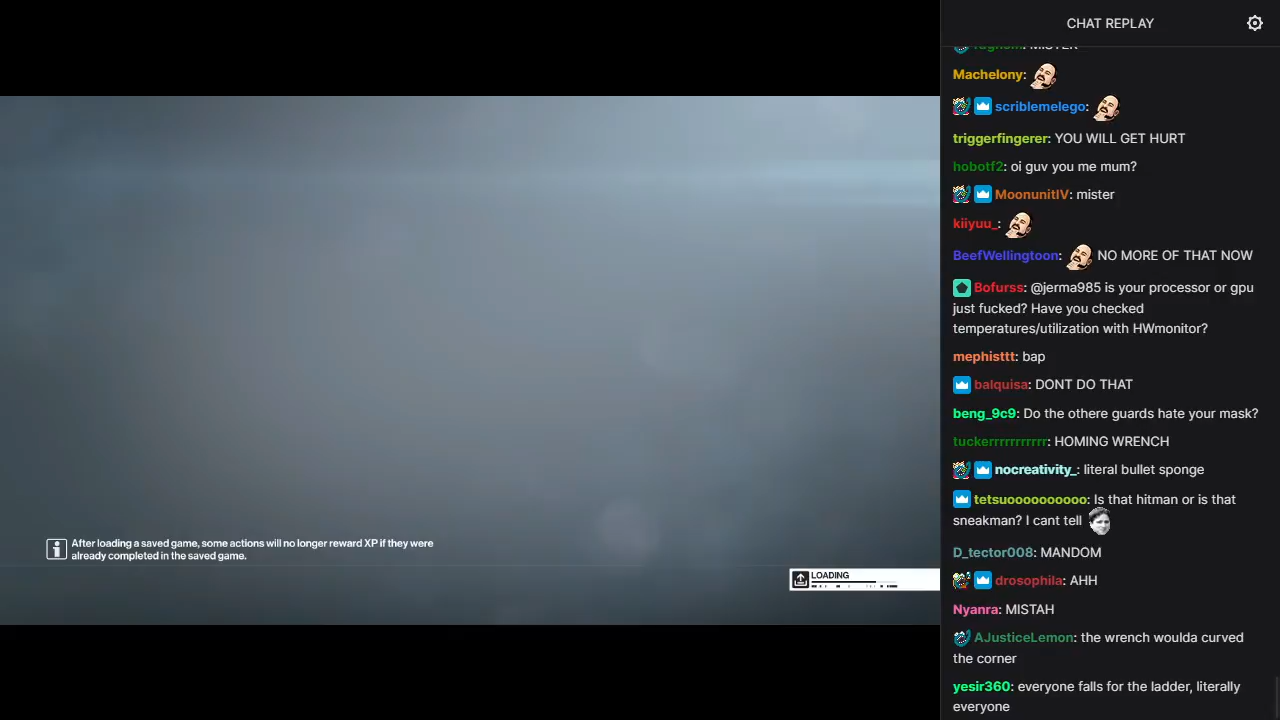 CHAT REPLAY
Machelony:
scriblemelego:
triggerfingerer: YOU WILL GET HURT
hobotf2: oi guv you me mum?
MoonunitIV: mister
kiiyuu_:
BeefWellingtoon: NO MORE OF THAT NOW
Bofurss: @jerma985 is your processor or gpu
just fucked? Have you checked
temperatures/utilization with HWmonitor?
mephisttt: bap
balquisa: DONT DO THAT
beng_9c9: Do the othere guards hate your mask?
tuckerrrrrrrrrrr: HOMING WRENCH
nocreativity_: literal bullet sponge
tetsuoooooooooo: Is that hitman or is that
sneakman? I cant tell
D_tector008: MANDOM
drosophila: AHH
Nyanra: MISTAH
AJusticeLemon: the wrench woulda curved
the corner
yesir360: everyone falls for the ladder, literally
everyone
After loading a saved game, some actions will no longer reward XP if they were
already completed in the saved game.
LOADING